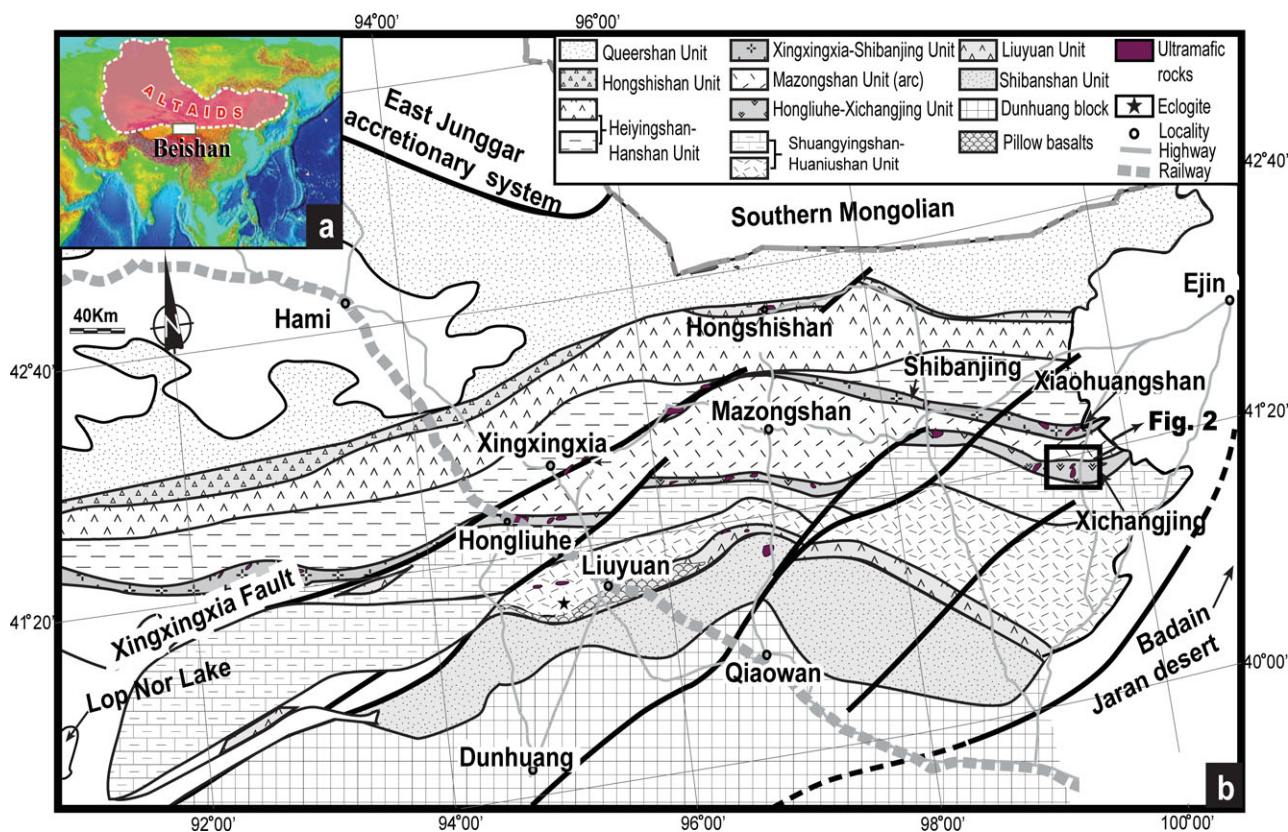 94°00'
96°00'
ALTAIDS
Beishan
a
Queershan Unit
Hongshishan Unit
Heiyingshan-
Hanshan Unit
Xingxingxia-Shibanjing Unit
Mazongshan Unit (arc)
Hongliuhe-Xichangjing Unit
Shuangyingshan-
Huaniushan Unit
Liuyuan Unit
Shibanshan Unit
Dunhuang block
Pillow basalts
Ultramafic
rocks
Eclogite
Locality
Highway
Railway
East Junggar
accretionary system
42°40'
Southern Mongolian
Ejin
N
40Km
Hami
Hongshishan
42°40'
Shibanjing
Xiaohuangshan
41°20'
Mazongshan
Fig. 2
Xingxingxia
Xichangjing
Hongliuhe
Liuyuan
Xingxingxia Fault
41°20'
Badain
Jaran desert
40°00'
Lop Nor Lake
Qiaowan
Dunhuang
b
92°00'
94°00'
96°00'
98°00'
100°00'